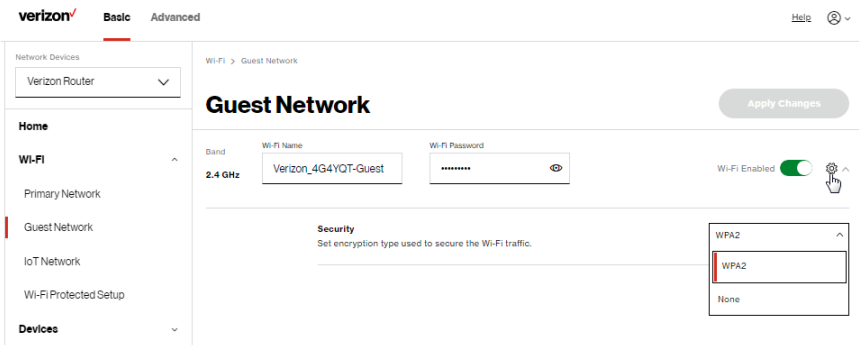 verizon
Basic
Advanced
Help
Network Devices
Verizon Router
Home
Wi-Fi
Primary Network
Guest Network
IoT Network
Wi-Fi Protected Setup
Devices
Wi-Fi > Guest Network
Guest Network
Apply Changes
Band
2.4 GHz
Wi-Fi Name
Verizon_4G4YQT-Guest
Wi-Fi Password
•••••••••
Wi-Fi Enabled
Security
Set encryption type used to secure the Wi-Fi traffic.
WPA2
WPA2
None